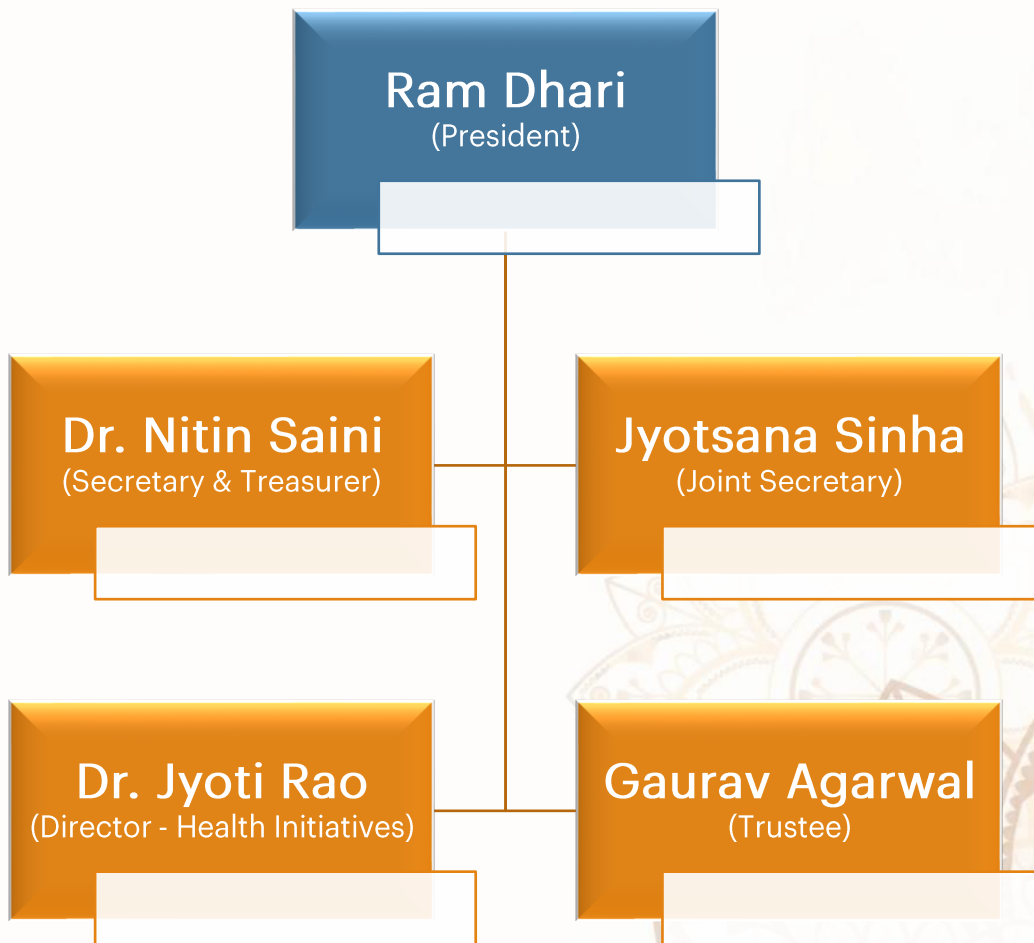 Ram Dhari
(President)
Dr. Nitin Saini
(Secretary & Treasurer)
Jyotsana Sinha
(Joint Secretary)
Dr. Jyoti Rao
(Director - Health Initiatives)
Gaurav Agarwal
(Trustee)